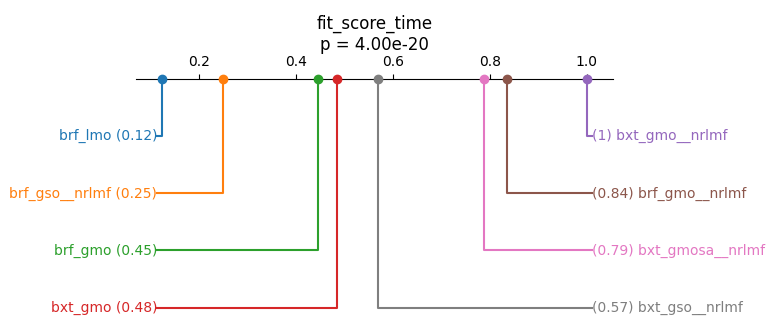 fit_score_time
p = 4.00e-20
0.2 0.4 0.6 0.8 1.0
brf_lmo (0.12) (1) bxt_gmo__nrlmf
brf_gso__nrlmf (0.25) (0.84) brf_gmo__nrlmf
brf_gmo (0.45) (0.79) bxt_gmosa__nrlmf
bxt_gmo (0.48) (0.57) bxt_gso__nrlmf